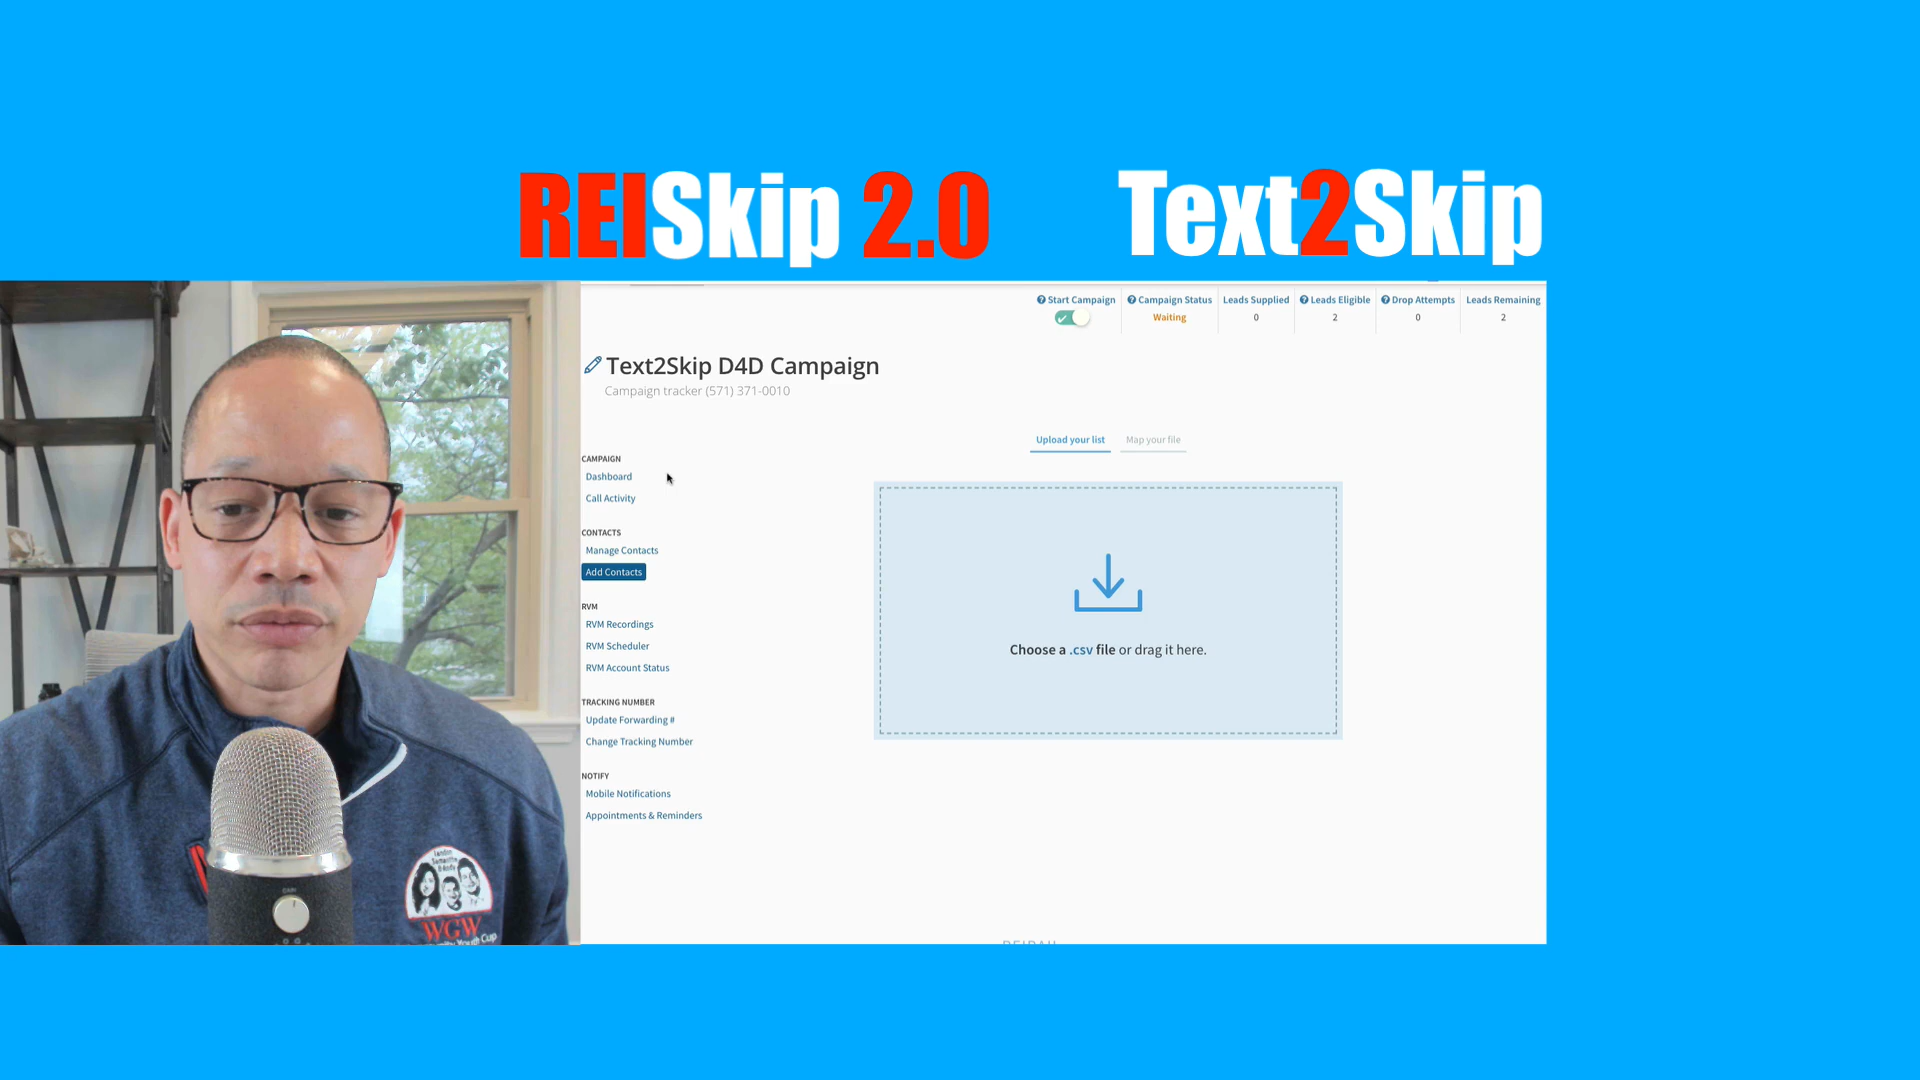 REISkip 2.0
Text2Skip
Start Campaign
Campaign Status
Leads Supplied
Leads Eligible
Drop Attempts
Leads Remaining
Waiting
0
2
0
2
Text2Skip D4D Campaign
Campaign tracker (571) 371-0010
Upload your list
Map your file
CAMPAIGN
Dashboard
Call Activity
CONTACTS
Manage Contacts
Add Contacts
RVM
RVM Recordings
RVM Scheduler
RVM Account Status
TRACKING NUMBER
Update Forwarding #
Change Tracking Number
NOTIFY
Mobile Notifications
Appointments & Reminders
Choose a .csv file or drag it here.
WGW
Youth Cup